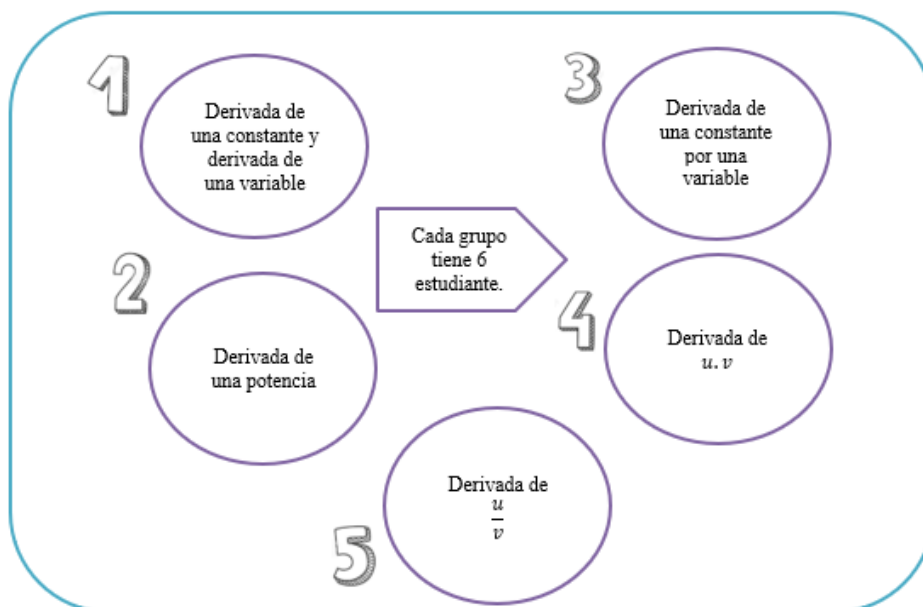 1
Derivada de
una constante y
derivada de
una variable
2
Derivada de
una potencia
3
Derivada de
una constante
por una
variable
Cada grupo
tiene 6
estudiante.
4
Derivada de
u. v
5
Derivada de
u
v